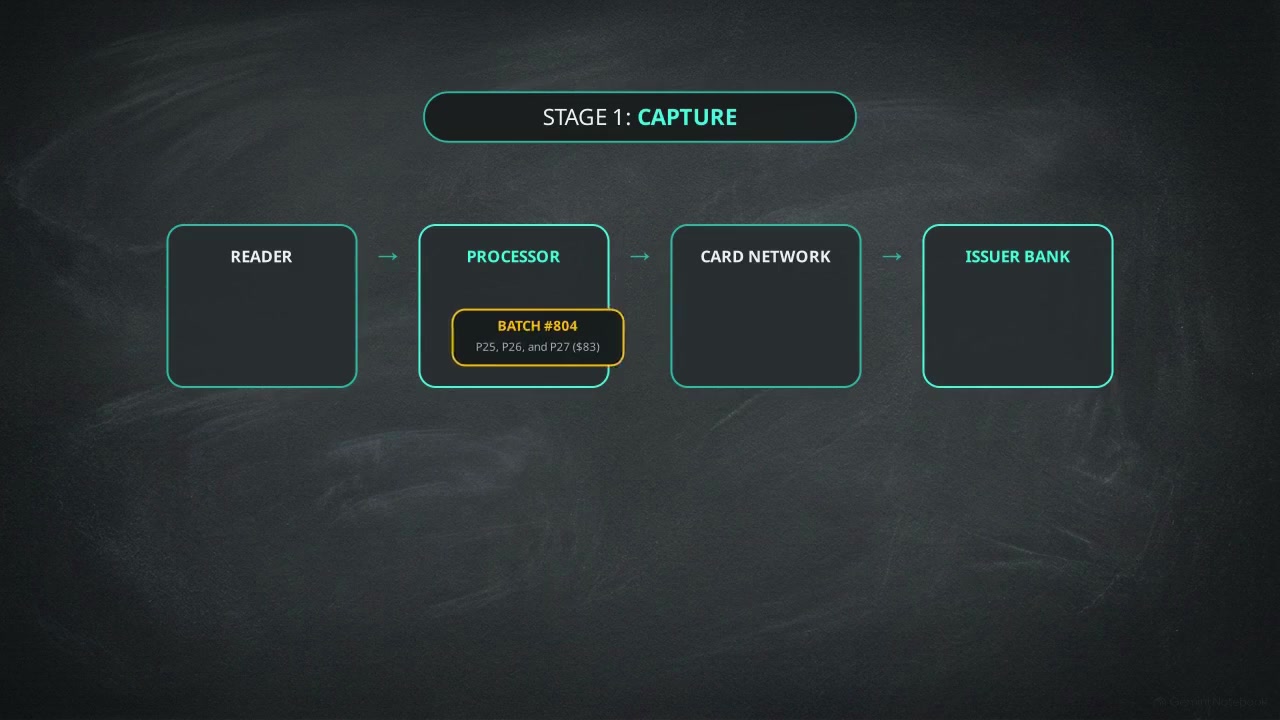 STAGE 1: CAPTURE
READER → PROCESSOR → CARD NETWORK → ISSUER BANK
BATCH #804
P25, P26, and P27 ($83)